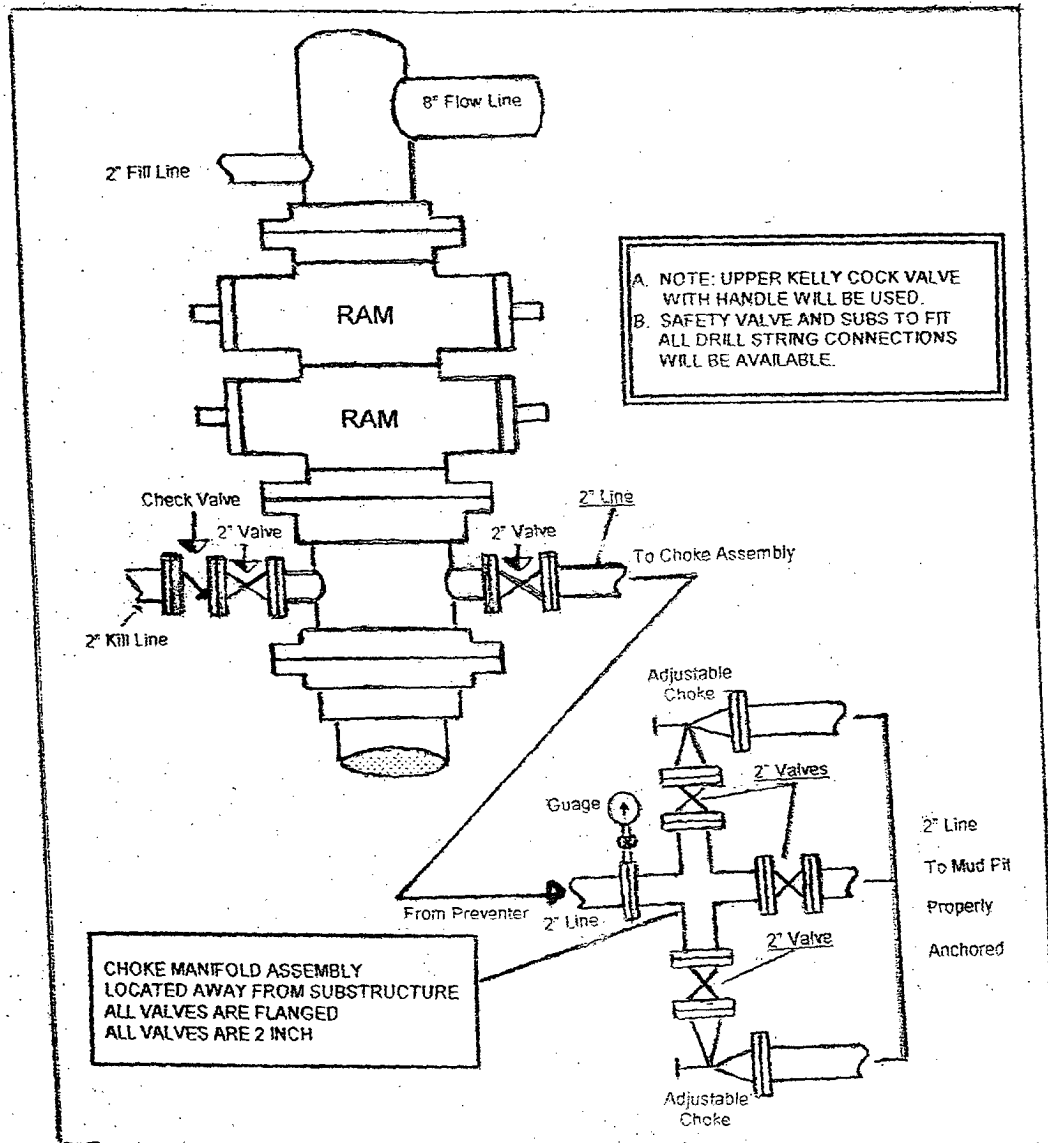 8" Flow Line
2" Fill Line
A. NOTE: UPPER KELLY COCK VALVE
WITH HANDLE WILL BE USED.
B. SAFETY VALVE AND SUBS TO FIT
ALL DRILL STRING CONNECTIONS
WILL BE AVAILABLE.
RAM
RAM
Check Valve
2" Valve
2" Valve
2" Line
To Choke Assembly
2" Kill Line
Adjustable
Choke
2" Valves
Guage
2" Line
To Mud Pit
Properly
Anchored
From Preventer
2" Line
2" Valve
CHOKE MANIFOLD ASSEMBLY
LOCATED AWAY FROM SUBSTRUCTURE
ALL VALVES ARE FLANGED
ALL VALVES ARE 2 INCH
Adjustable
Choke